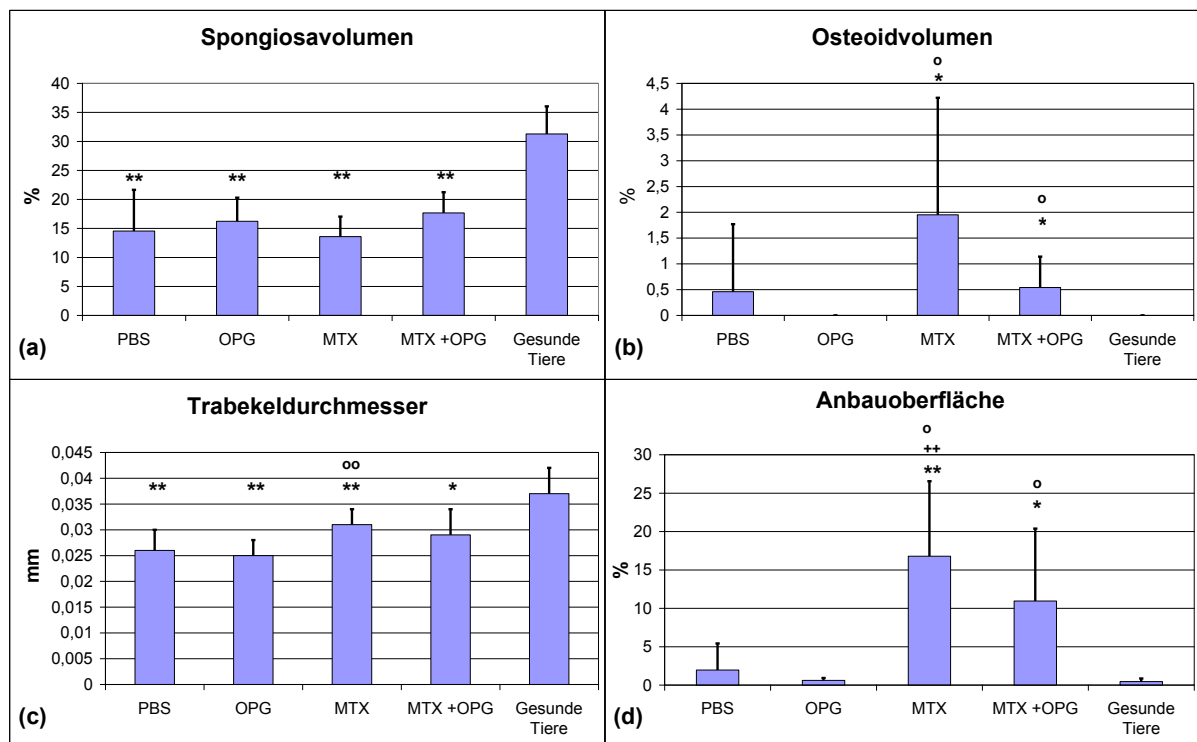 Spongiosavolumen
40
35
30
25
20
15
10
5
0
%
** ** ** **
PBS OPG MTX MTX +OPG Gesunde
Tiere
(a)
Osteoidvolumen
4,5
4
3,5
3
2,5
2
1,5
1
0,5
0
%
o
*
o
*
PBS OPG MTX MTX +OPG Gesunde
Tiere
(b)
Trabekeldurchmesser
0,045
0,04
0,035
0,03
0,025
0,02
0,015
0,01
0,005
0
mm
oo
** ** ** *
PBS OPG MTX MTX +OPG Gesunde
Tiere
(c)
Anbauoberfläche
30
25
20
15
10
5
0
%
o
++
**
o
*
PBS OPG MTX MTX +OPG Gesunde
Tiere
(d)